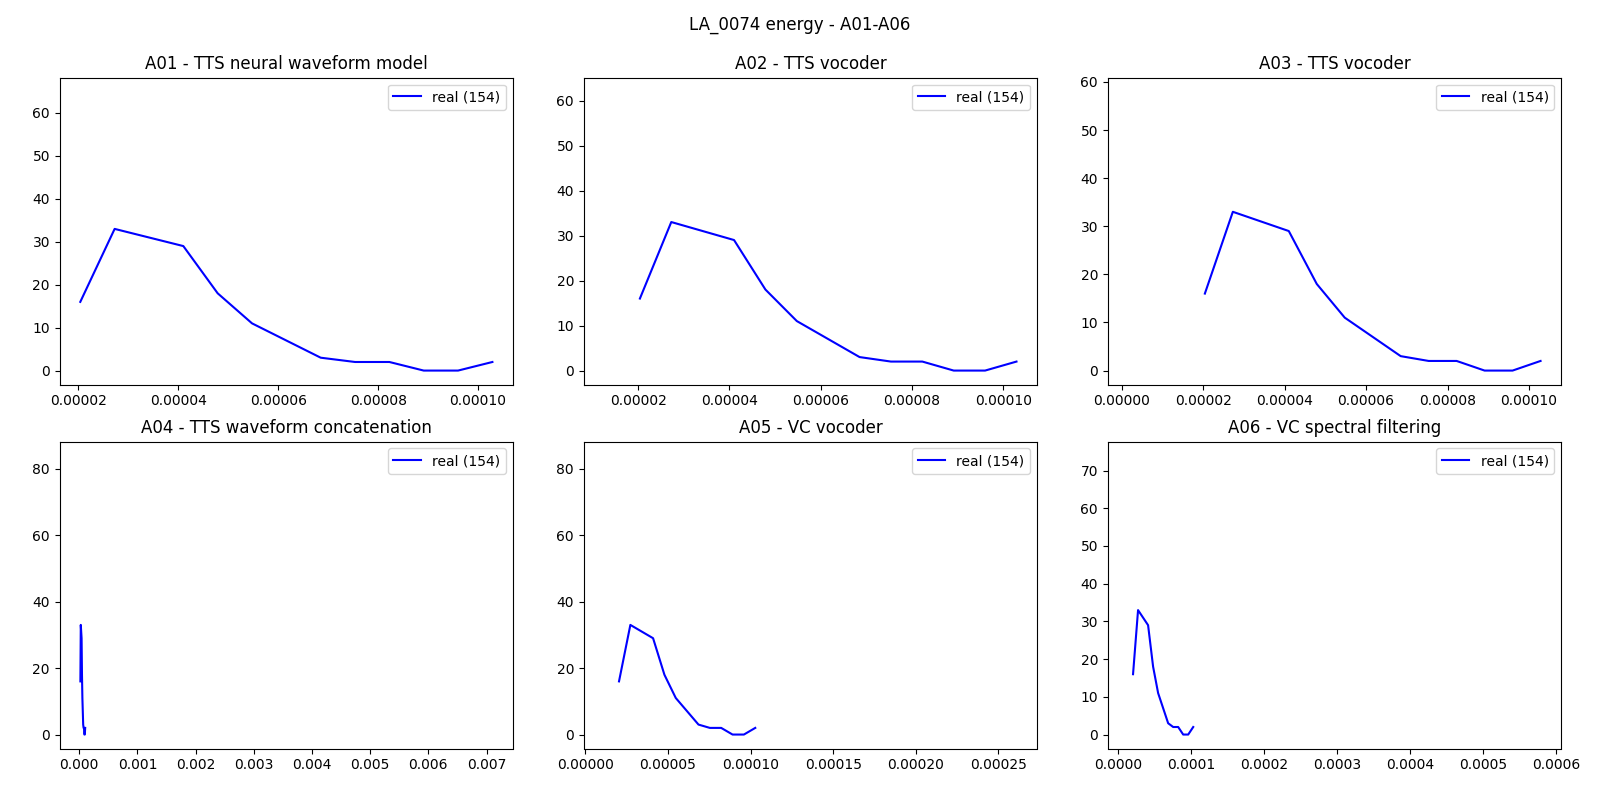 LA_0074 energy - A01-A06
A01 - TTS neural waveform model
real (154)
60
50
40
30
20
10
0
0.00002 0.00004 0.00006 0.00008 0.00010
A02 - TTS vocoder
real (154)
60
50
40
30
20
10
0
0.00002 0.00004 0.00006 0.00008 0.00010
A03 - TTS vocoder
real (154)
60
50
40
30
20
10
0
0.00000 0.00002 0.00004 0.00006 0.00008 0.00010
A04 - TTS waveform concatenation
real (154)
80
60
40
20
0
0.000 0.001 0.002 0.003 0.004 0.005 0.006 0.007
A05 - VC vocoder
real (154)
80
60
40
20
0
0.00000 0.00005 0.00010 0.00015 0.00020 0.00025
A06 - VC spectral filtering
real (154)
70
60
50
40
30
20
10
0
0.0000 0.0001 0.0002 0.0003 0.0004 0.0005 0.0006